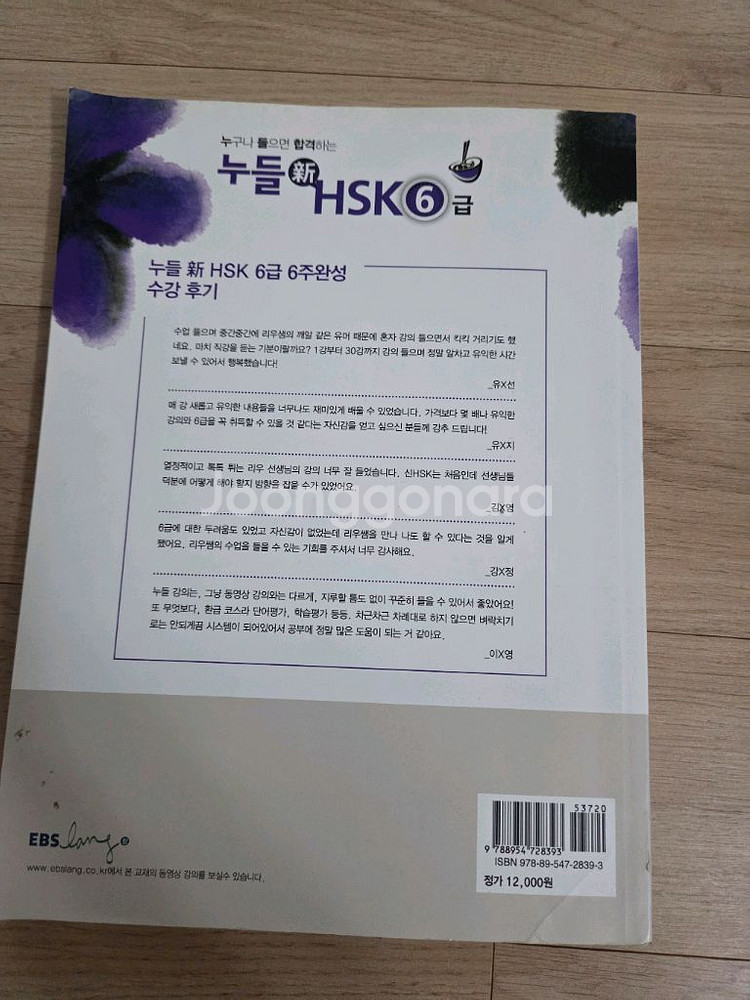 누구나 들으면 합격하는
누들 新 HSK 6 급
누들 新 HSK 6급 6주완성
수강 후기
수업 들으며 중간중간에 리우쌤의 깨알 같은 유머 때문에 혼자 강의 들으면서 킥킥 거리기도 했
네요. 마치 직강을 듣는 기분이랄까요? 1강부터 30강까지 강의 들으며 정말 알차고 유익한 시간
보낼 수 있어서 행복했습니다!
_유X선
매 강 새롭고 유익한 내용들을 너무나도 재미있게 배울 수 있었습니다. 가격보다 몇 배나 유익한
강의와 6급을 꼭 취득할 수 있을 것 같다는 자신감을 얻고 싶으신 분들께 강추 드립니다!
_유X지
열정적이고 톡톡 튀는 리우 선생님의 강의 너무 잘 들었습니다. 신HSK는 처음인데 선생님들
덕분에 어떻게 해야 할지 방향을 잡을 수가 있었어요.
_김X영
Joonggonara
6급에 대한 두려움도 있었고 자신감이 없었는데 리우쌤을 만나 나도 할 수 있다는 것을 알게
됐어요. 리우쌤의 수업을 들을 수 있는 기회를 주셔서 너무 감사해요.
_강X정
누들 강의는, 그냥 동영상 강의와는 다르게, 지루할 틈도 없이 꾸준히 들을 수 있어서 좋았어요!
또 무엇보다, 환급 코스라 단어평가, 학습평가 등등, 차근차근 차례대로 하지 않으면 벼락치기
로는 안되게끔 시스템이 되어있어서 공부에 정말 많은 도움이 되는 거 같아요.
_이X영
EBS lang
www.ebslang.co.kr에서 본 교재의 동영상 강의를 보실수 있습니다.
53720
9 788954 728393
ISBN 978-89-547-2839-3
정가 12,000원